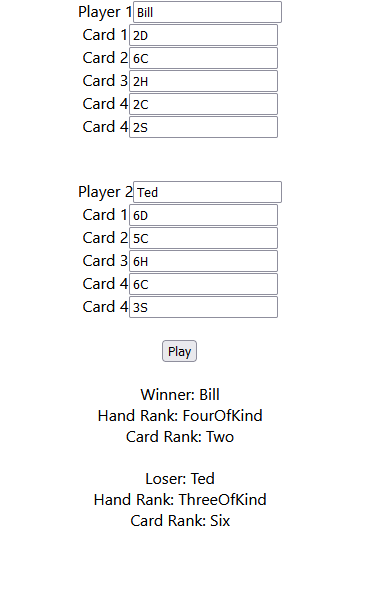 Player 1 Bill
Card 1 2D
Card 2 6C
Card 3 2H
Card 4 2C
Card 4 2S
Player 2 Ted
Card 1 6D
Card 2 5C
Card 3 6H
Card 4 6C
Card 4 3S
Play
Winner: Bill
Hand Rank: FourOfKind
Card Rank: Two
Loser: Ted
Hand Rank: ThreeOfKind
Card Rank: Six